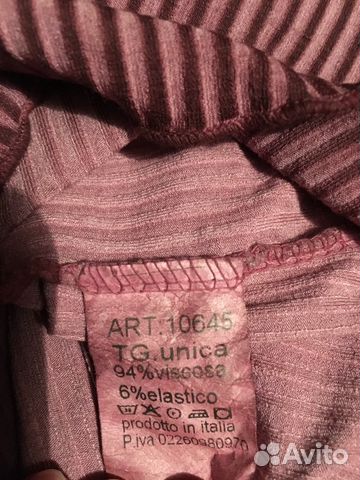 ART:10645
TG.unica
94%viscosa
6%elastico
prodotto in italia
P.iva 02260980970
Avito